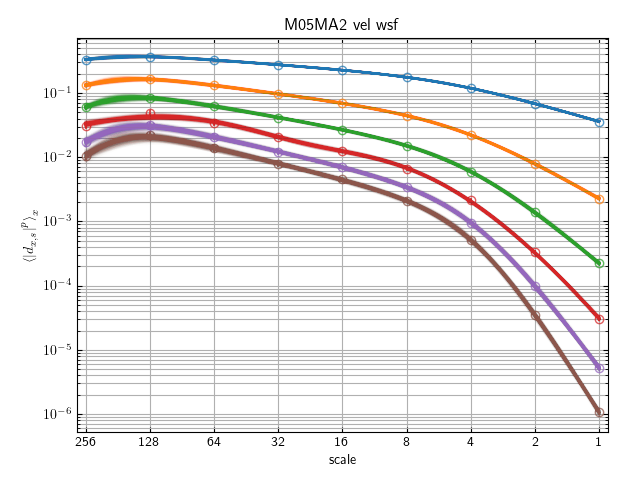 M05MA2 vel wsf
⟨|d_{x,s}|^p⟩_x
10^{-1}
10^{-2}
10^{-3}
10^{-4}
10^{-5}
10^{-6}
256 128 64 32 16 8 4 2 1
scale